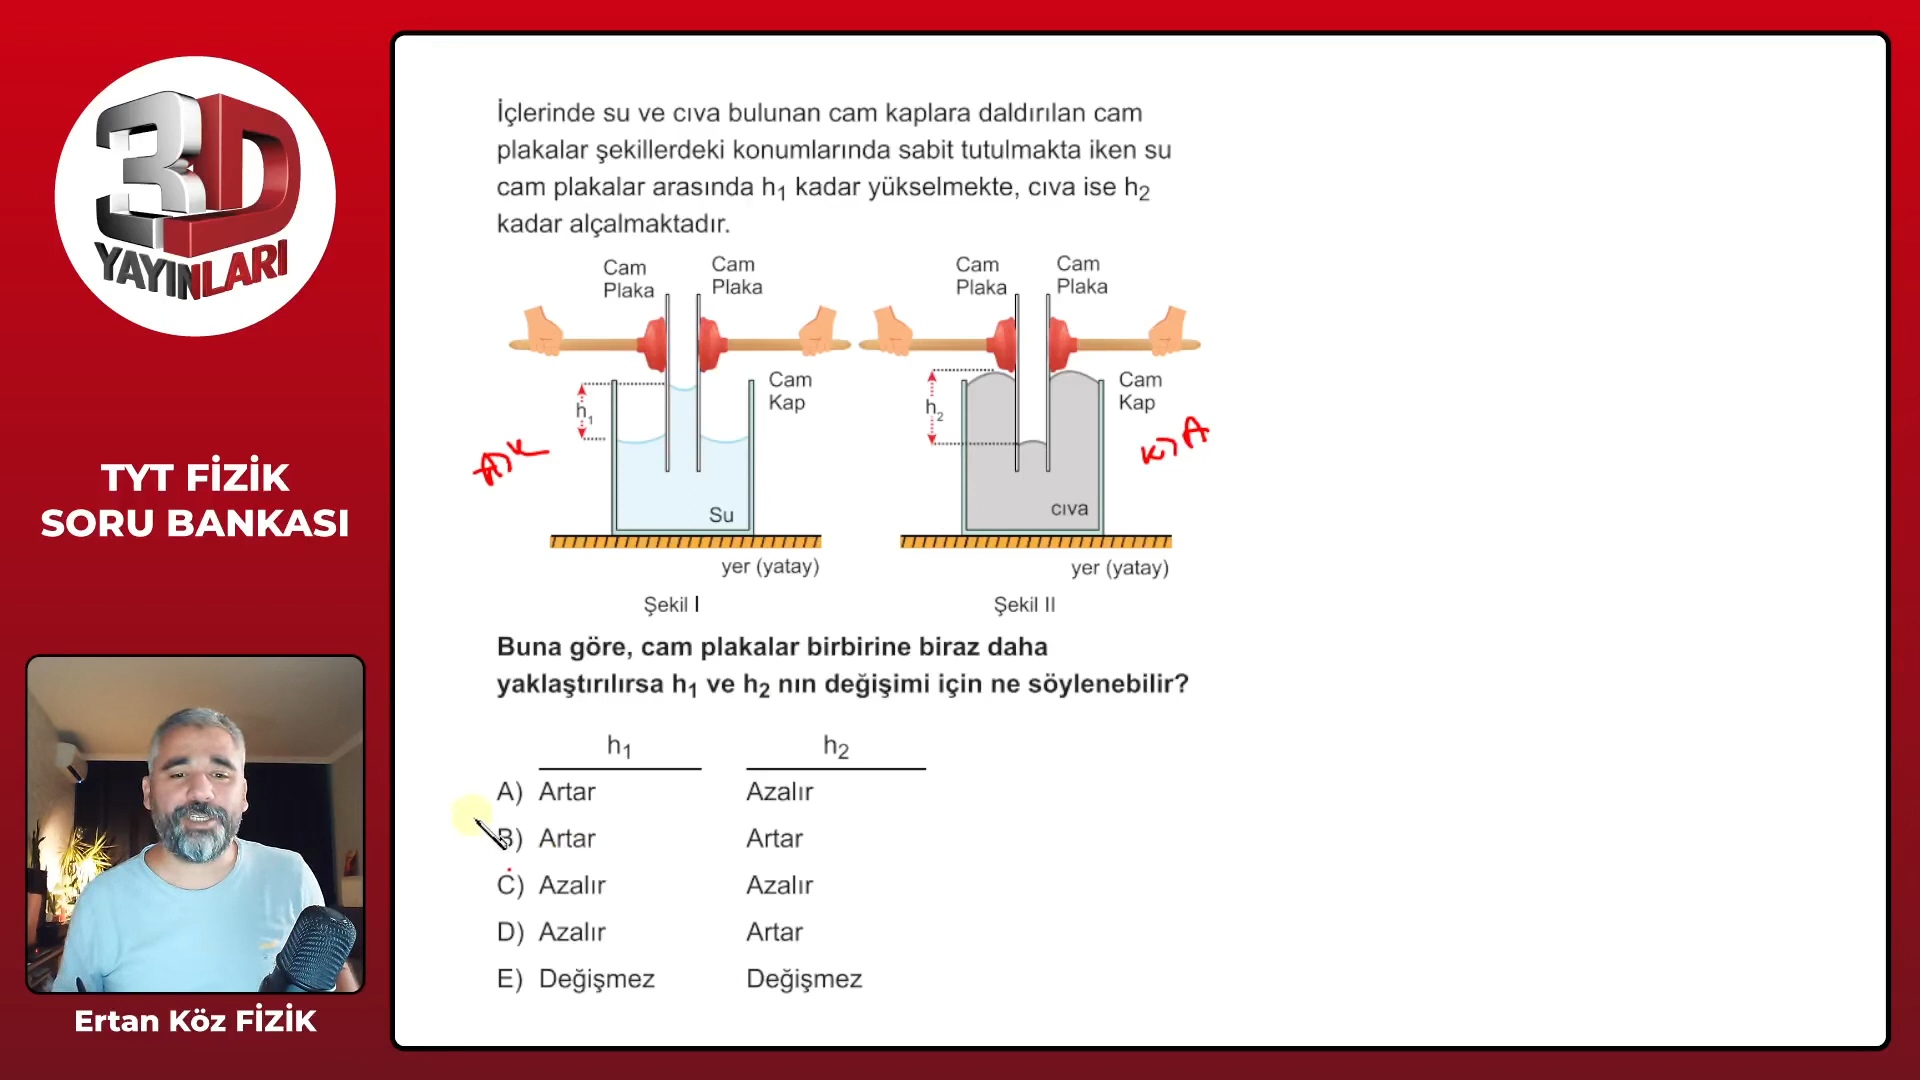 3D
YAYINLARI
TYT FİZİK
SORU BANKASI
Ertan Köz FİZİK
İçlerinde su ve cıva bulunan cam kaplara daldırılan cam
plakalar şekillerdeki konumlarında sabit tutulmakta iken su
cam plakalar arasında h₁ kadar yükselmekte, cıva ise h₂
kadar alçalmaktadır.
Cam Plaka
Cam Plaka
Cam Kap
h₁
A>K
Su
yer (yatay)
Şekil I
Cam Plaka
Cam Plaka
Cam Kap
h₂
K>A
cıva
yer (yatay)
Şekil II
Buna göre, cam plakalar birbirine biraz daha
yaklaştırılırsa h₁ ve h₂ nın değişimi için ne söylenebilir?
h₁ h₂
A) Artar Azalır
B) Artar Artar
C) Azalır Azalır
D) Azalır Artar
E) Değişmez Değişmez